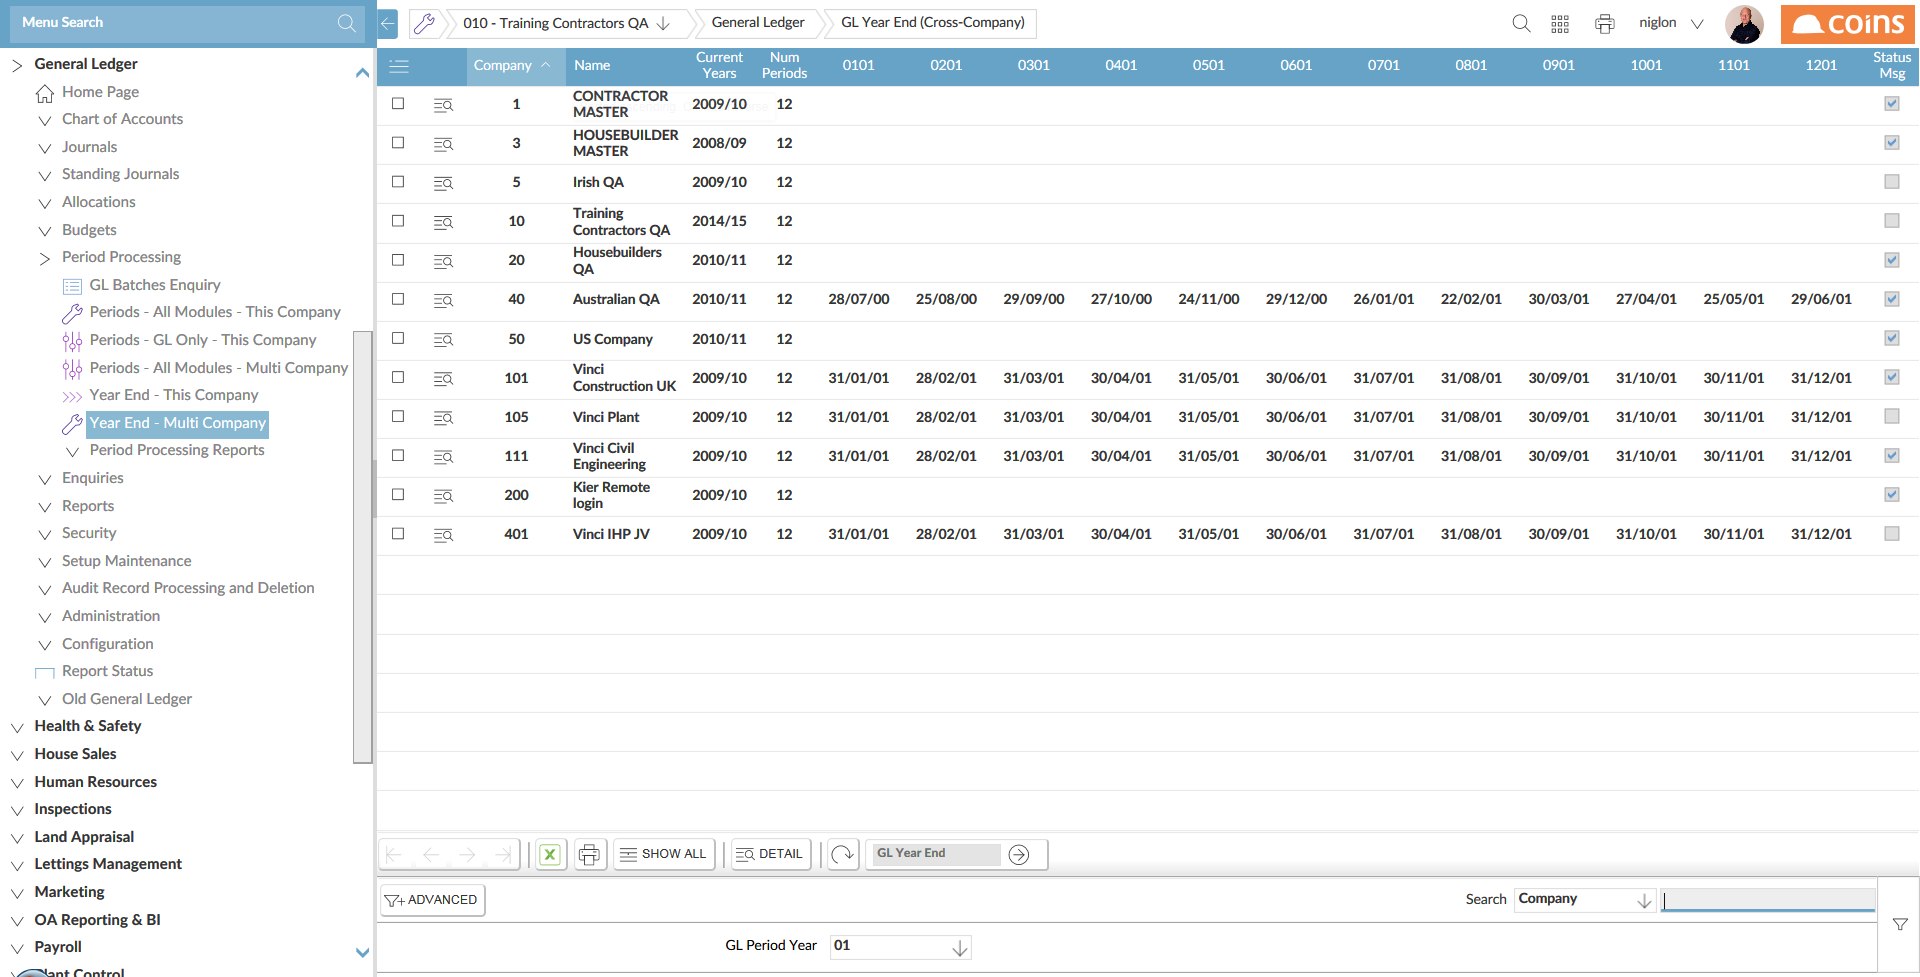 Menu Search
010 - Training Contractors QA
General Ledger
GL Year End (Cross-Company)
niglon
coins
General Ledger
Home Page
Chart of Accounts
Journals
Standing Journals
Allocations
Budgets
Period Processing
GL Batches Enquiry
Periods - All Modules - This Company
Periods - GL Only - This Company
Periods - All Modules - Multi Company
Year End - This Company
Year End - Multi Company
Period Processing Reports
Enquiries
Reports
Security
Setup Maintenance
Audit Record Processing and Deletion
Administration
Configuration
Report Status
Old General Ledger
Health & Safety
House Sales
Human Resources
Inspections
Land Appraisal
Lettings Management
Marketing
OA Reporting & BI
Payroll
Plant Control
Company Name Current Years Num Periods 0101 0201 0301 0401 0501 0601 0701 0801 0901 1001 1101 1201 Status Msg
1 CONTRACTOR MASTER 2009/10 12
3 HOUSEBUILDER MASTER 2008/09 12
5 Irish QA 2009/10 12
10 Training Contractors QA 2014/15 12
20 Housebuilders QA 2010/11 12
40 Australian QA 2010/11 12 28/07/00 25/08/00 29/09/00 27/10/00 24/11/00 29/12/00 26/01/01 22/02/01 30/03/01 27/04/01 25/05/01 29/06/01
50 US Company 2010/11 12
101 Vinci Construction UK 2009/10 12 31/01/01 28/02/01 31/03/01 30/04/01 31/05/01 30/06/01 31/07/01 31/08/01 30/09/01 31/10/01 30/11/01 31/12/01
105 Vinci Plant 2009/10 12 31/01/01 28/02/01 31/03/01 30/04/01 31/05/01 30/06/01 31/07/01 31/08/01 30/09/01 31/10/01 30/11/01 31/12/01
111 Vinci Civil Engineering 2009/10 12 31/01/01 28/02/01 31/03/01 30/04/01 31/05/01 30/06/01 31/07/01 31/08/01 30/09/01 31/10/01 30/11/01 31/12/01
200 Kier Remote login 2009/10 12
401 Vinci IHP JV 2009/10 12 31/01/01 28/02/01 31/03/01 30/04/01 31/05/01 30/06/01 31/07/01 31/08/01 30/09/01 31/10/01 30/11/01 31/12/01
SHOW ALL
DETAIL
GL Year End
ADVANCED
Search Company
GL Period Year 01